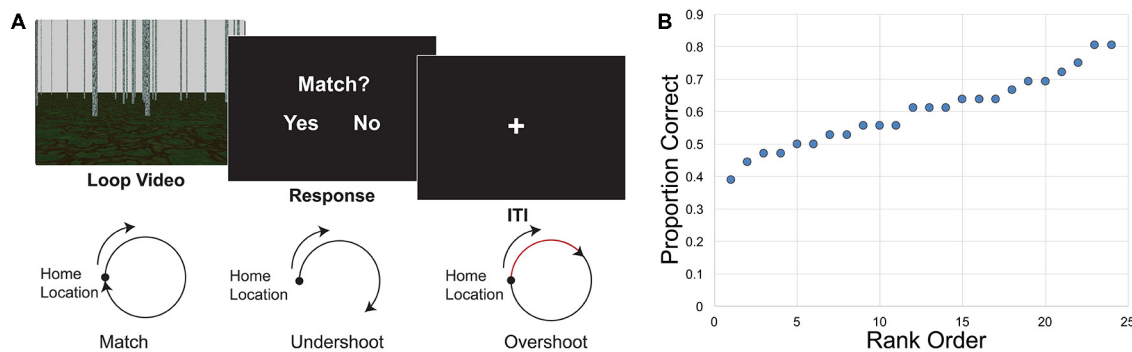 A
Match?
Yes No
+
Loop Video
Response
ITI
Home
Location
Match
Home
Location
Undershoot
Home
Location
Overshoot
B
Proportion Correct
0.9
0.8
0.7
0.6
0.5
0.4
0.3
0.2
0.1
0
0 5 10 15 20 25
Rank Order